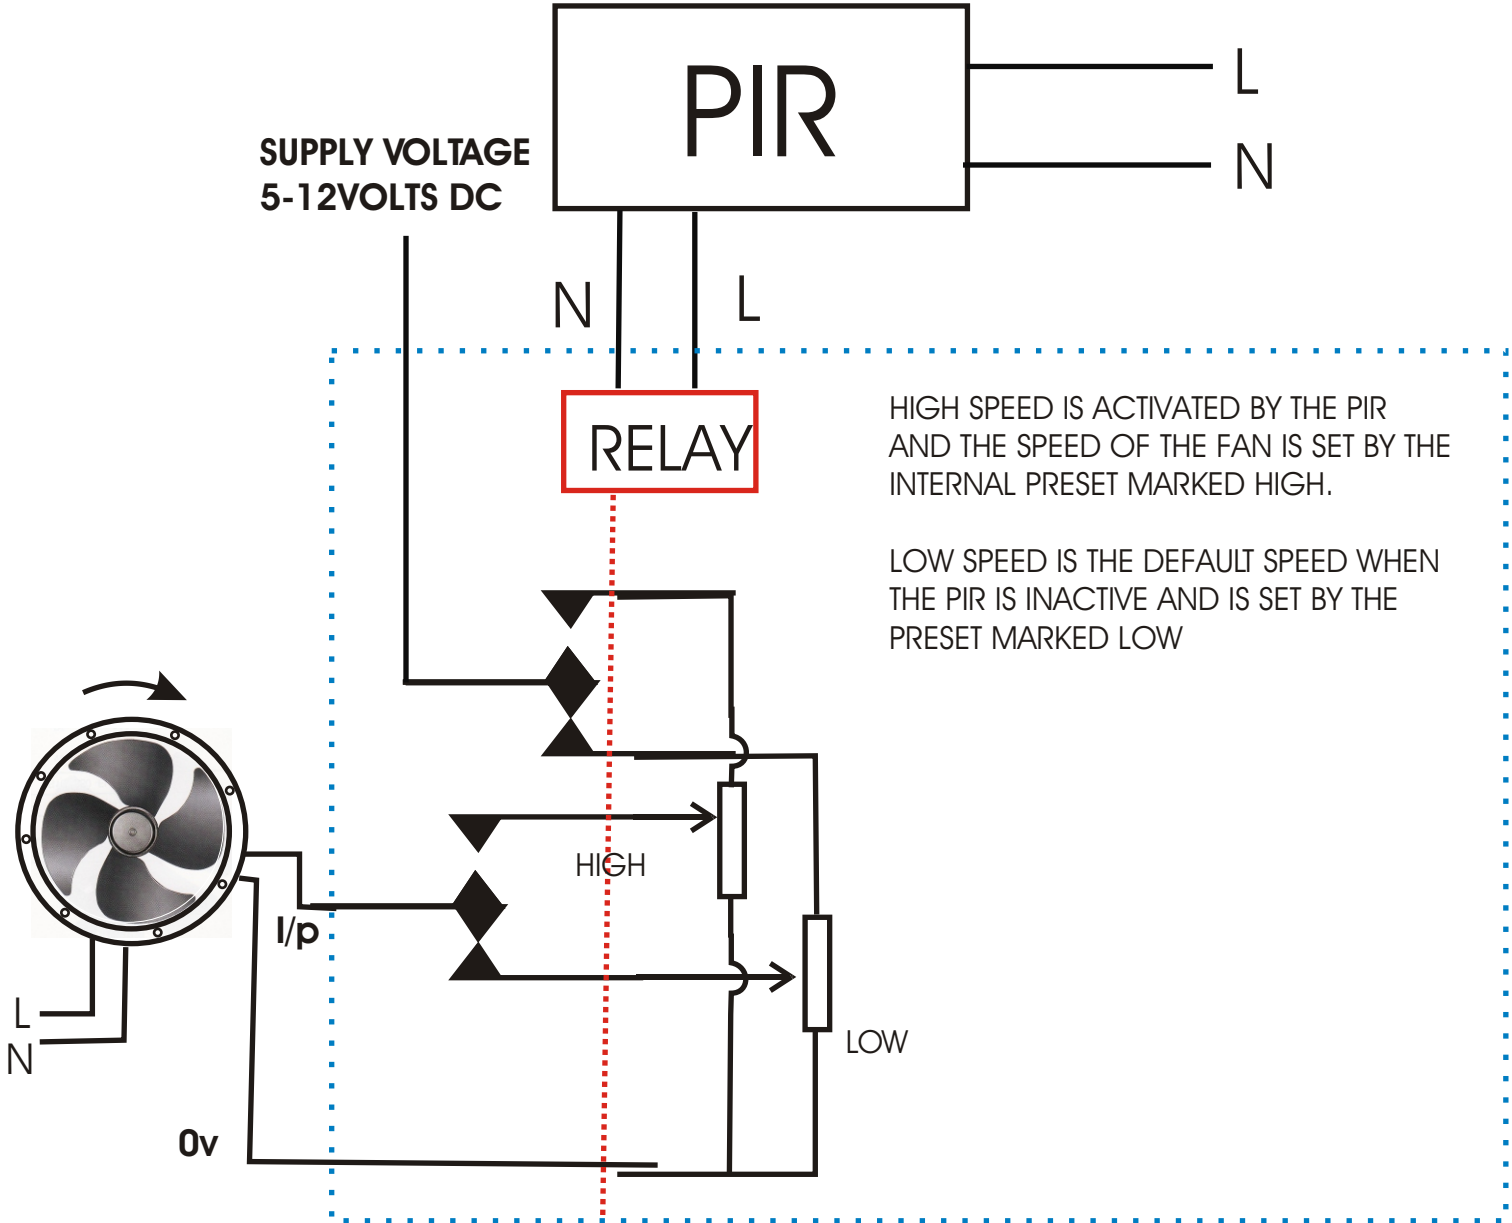 PIR
L
N
SUPPLY VOLTAGE
5-12VOLTS DC
N
L
RELAY
HIGH SPEED IS ACTIVATED BY THE PIR
AND THE SPEED OF THE FAN IS SET BY THE
INTERNAL PRESET MARKED HIGH.
LOW SPEED IS THE DEFAULT SPEED WHEN
THE PIR IS INACTIVE AND IS SET BY THE
PRESET MARKED LOW
HIGH
I/p
L
N
LOW
0v